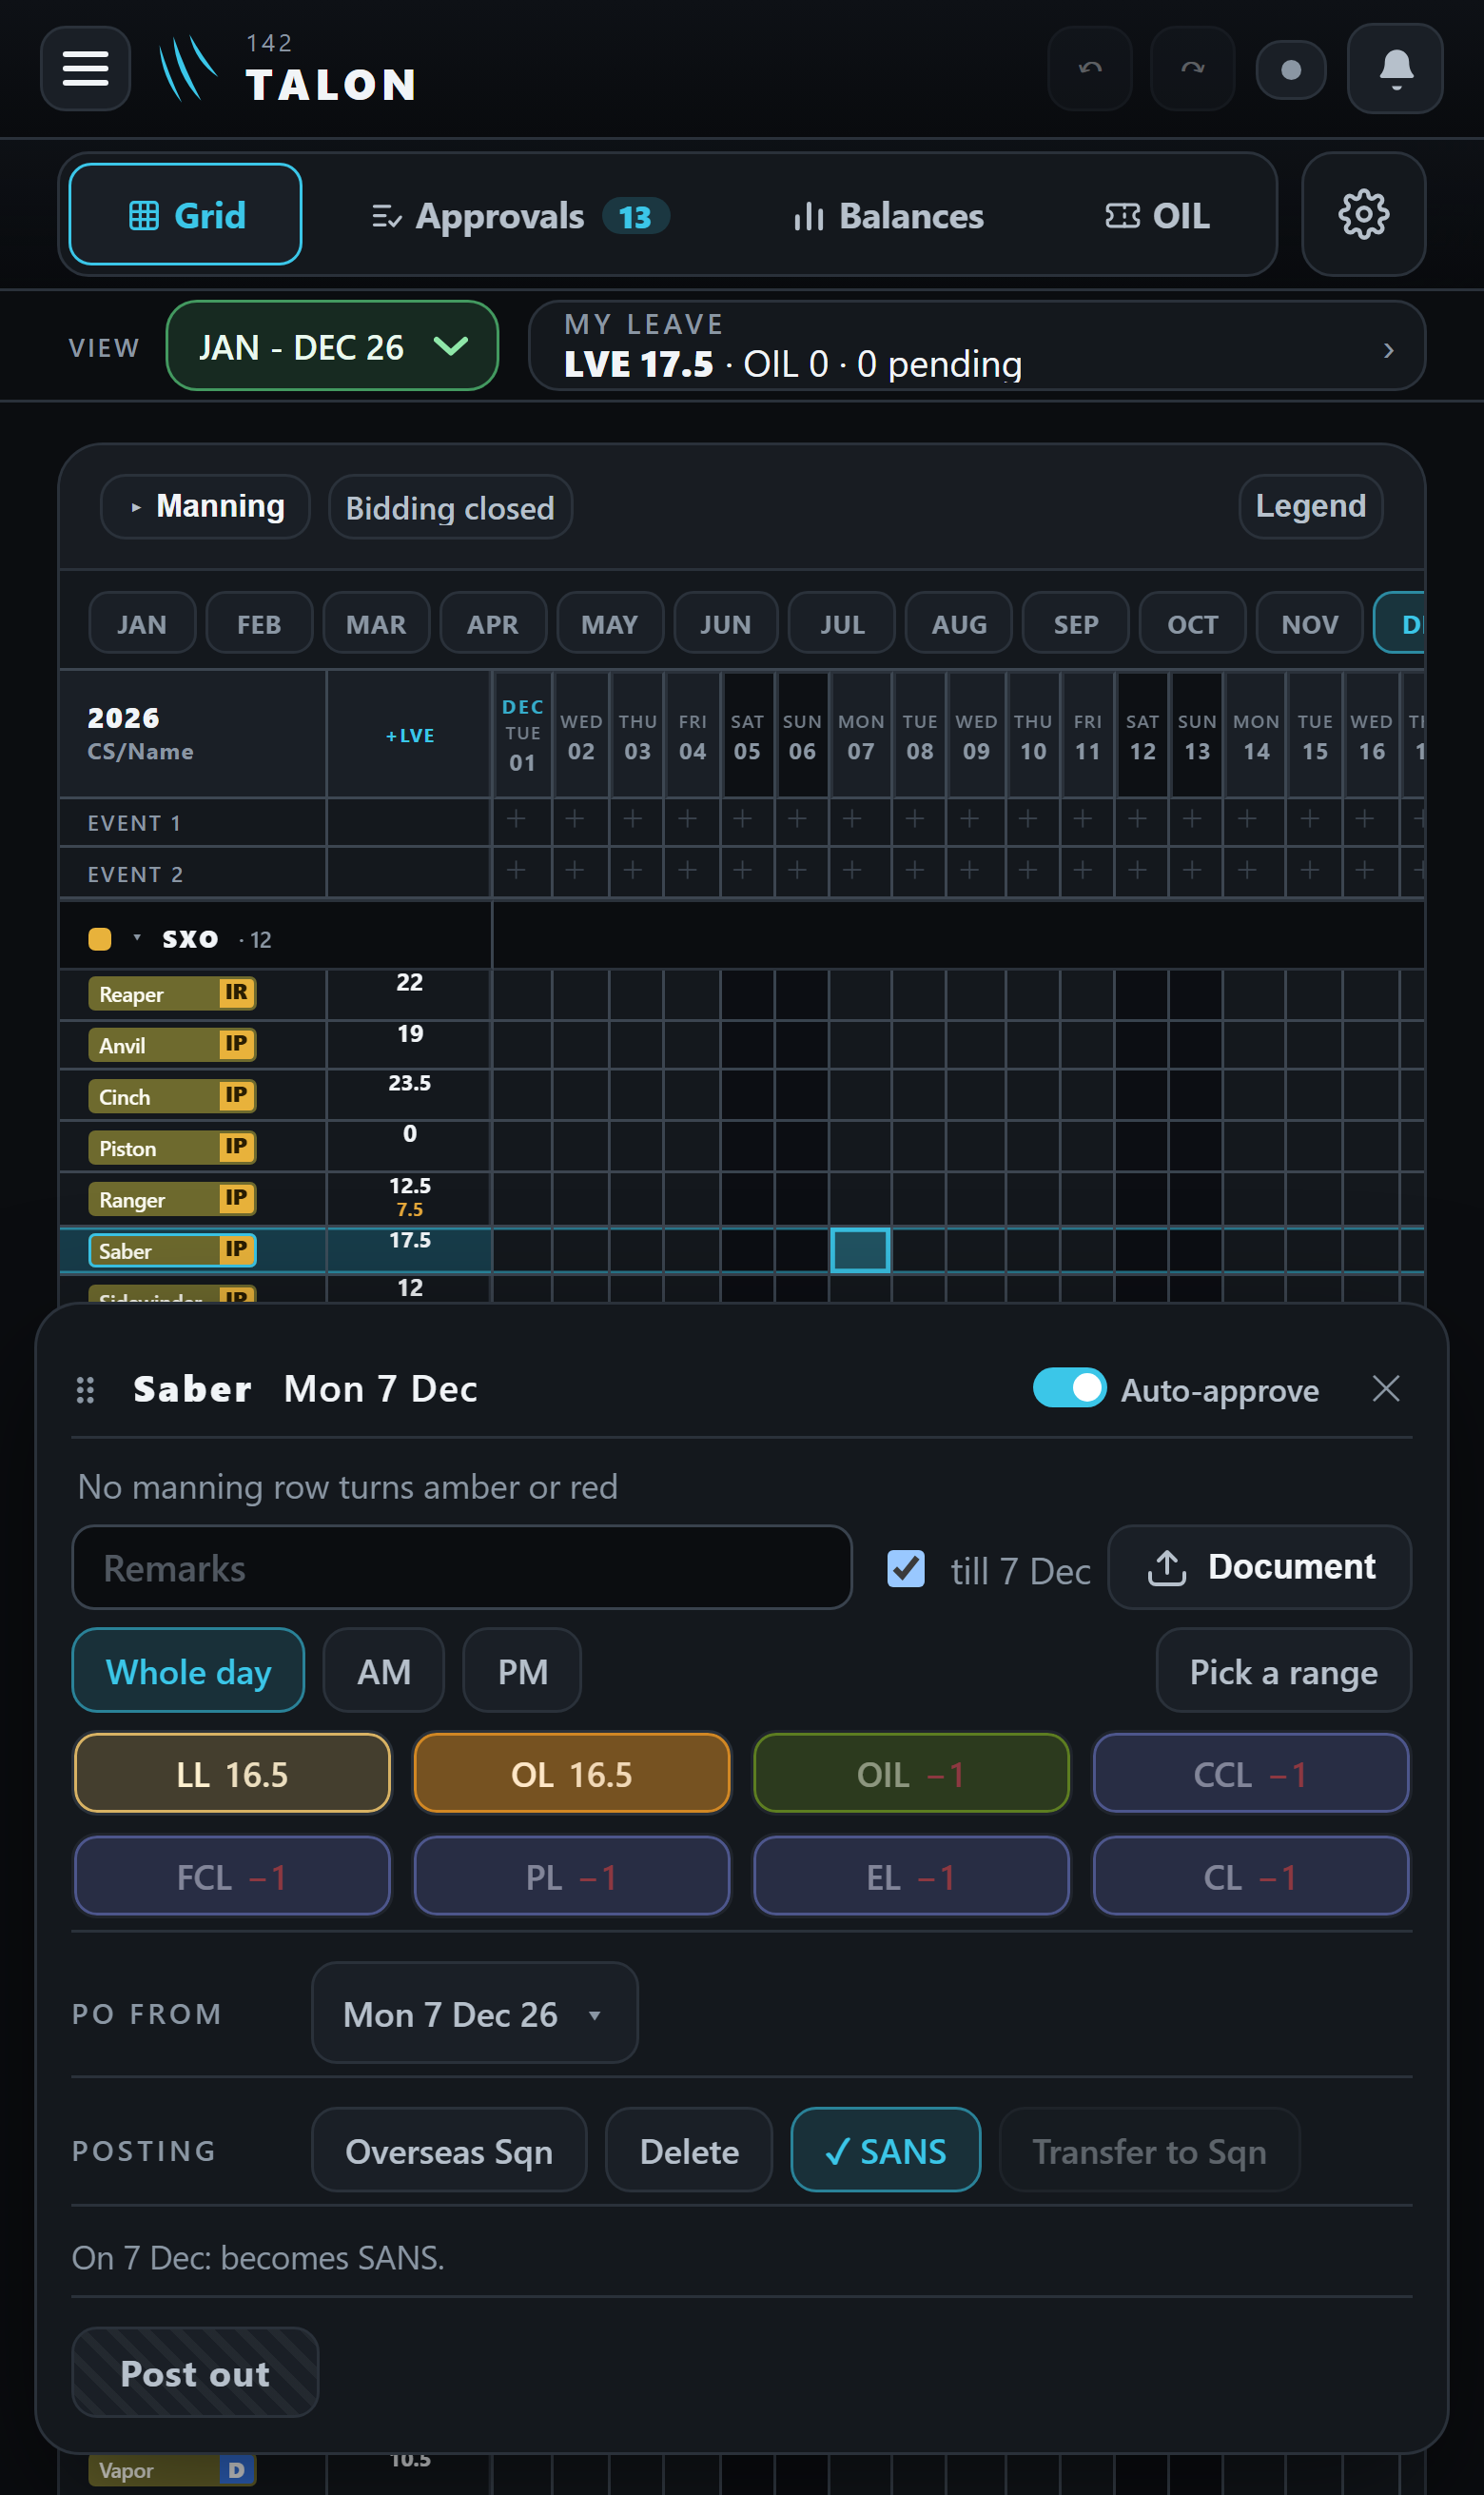 142
TALON
Grid
Approvals 13
Balances
OIL
VIEW
JAN - DEC 26
MY LEAVE
LVE 17.5 · OIL 0 · 0 pending
Manning
Bidding closed
Legend
JAN FEB MAR APR MAY JUN JUL AUG SEP OCT NOV
2026
CS/Name
+LVE
DEC
TUE WED THU FRI SAT SUN MON TUE WED THU FRI SAT SUN MON TUE WED
01 02 03 04 05 06 07 08 09 10 11 12 13 14 15 16
EVENT 1
EVENT 2
SXO · 12
Reaper IR 22
Anvil IP 19
Cinch IP 23.5
Piston IP 0
Ranger IP 12.5
7.5
Saber IP 17.5
Sidewinder IP 12
Saber Mon 7 Dec
Auto-approve
No manning row turns amber or red
Remarks
till 7 Dec
Document
Whole day AM PM
Pick a range
LL 16.5 OL 16.5 OIL −1 CCL −1
FCL −1 PL −1 EL −1 CL −1
PO FROM
Mon 7 Dec 26
POSTING
Overseas Sqn Delete ✓ SANS Transfer to Sqn
On 7 Dec: becomes SANS.
Post out
Vapor D 10.5